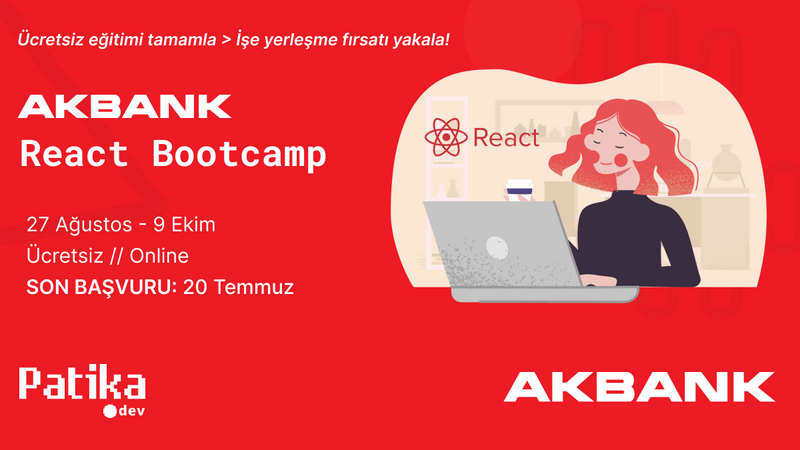 Ücretsiz eğitimi tamamla > İşe yerleşme fırsatı yakala!
AKBANK
React Bootcamp
React
27 Ağustos - 9 Ekim
Ücretsiz // Online
SON BAŞVURU: 20 Temmuz
Patika
dev
AKBANK